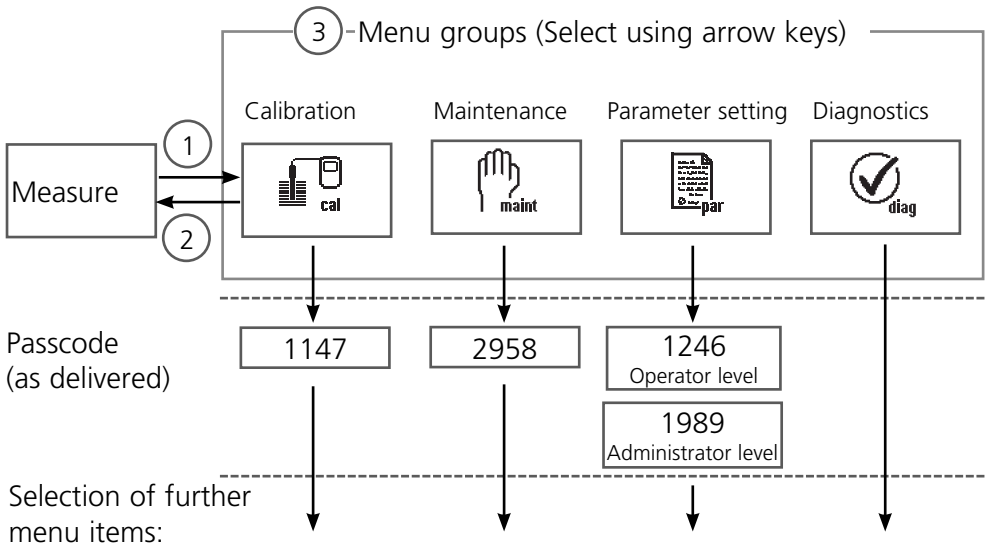 3 Menu groups (Select using arrow keys)
Calibration Maintenance Parameter setting Diagnostics
1
Measure
cal maint par diag
2
Passcode
(as delivered)
1147 2958 1246
Operator level
1989
Administrator level
Selection of further
menu items: